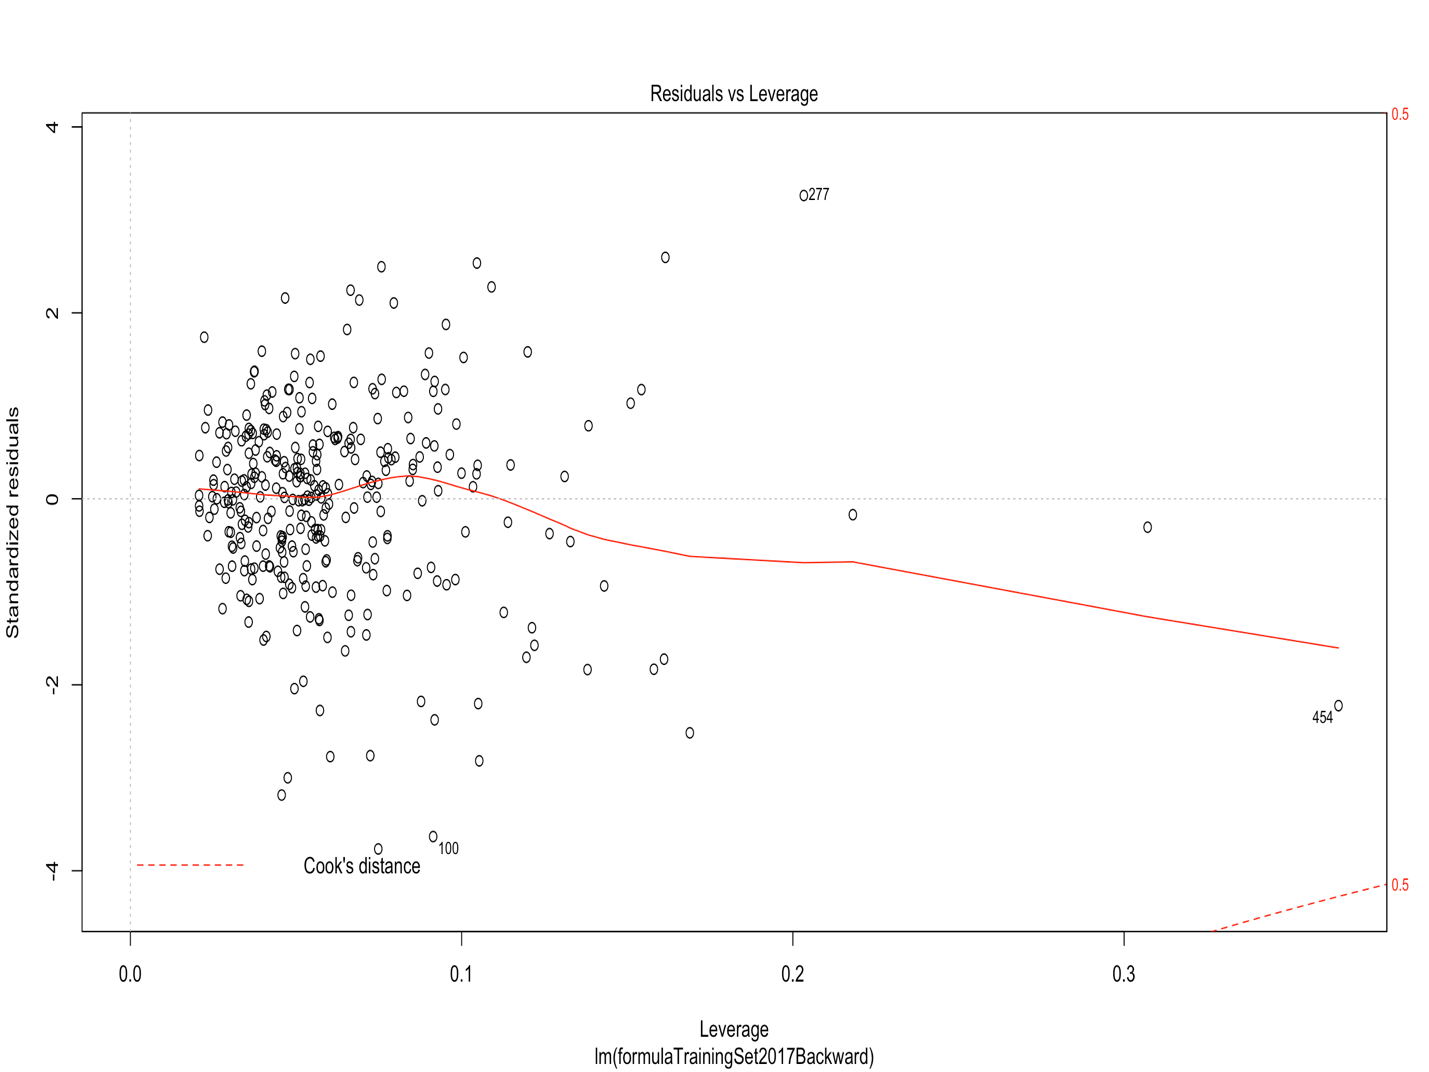 Residuals vs Leverage
4
2
0
-2
-4
Standardized residuals
0.5
277
454
100
Cook's distance
0.5
0.0 0.1 0.2 0.3
Leverage
lm(formulaTrainingSet2017Backward)